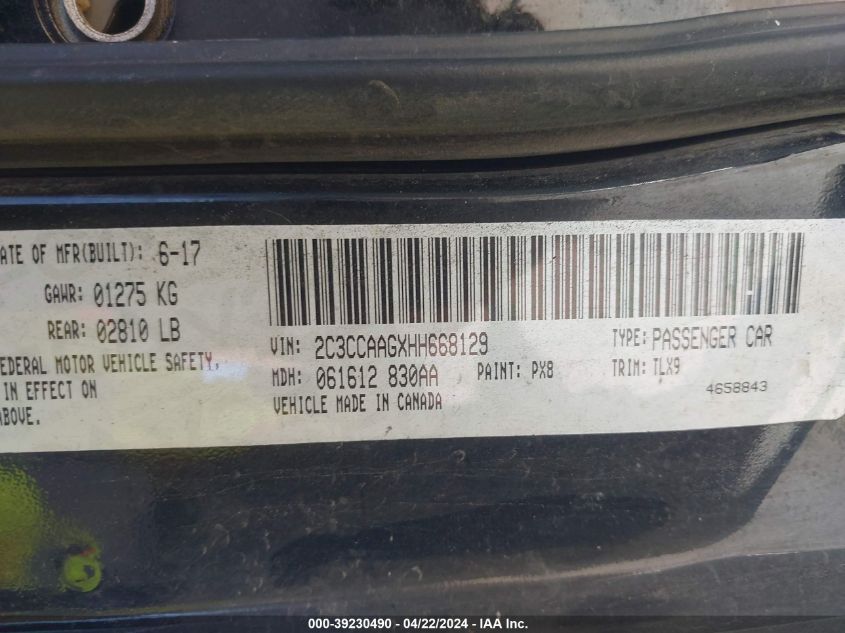 ATE OF MFR(BUILT): 6-17
GAWR: 01275 KG
REAR: 02810 LB
FEDERAL MOTOR VEHICLE SAFETY,
IN EFFECT ON
ABOVE.
VIN: 2C3CCAAGXHH668129 TYPE: PASSENGER CAR
MDH: 061612 830AA PAINT: PX8 TRIM: TLX9
VEHICLE MADE IN CANADA 4658843
000-39230490 - 04/22/2024 - IAA Inc.